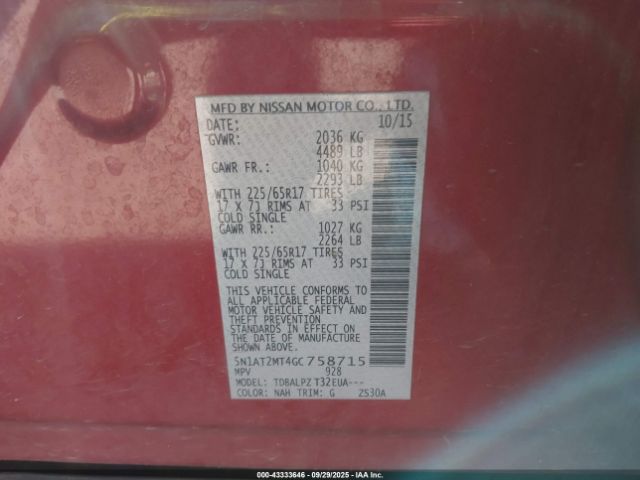 MFD BY NISSAN MOTOR CO., LTD.
DATE: 10/15
GVWR: 2036 KG
4489 LB
GAWR FR.: 1040 KG
2293 LB
WITH 225/65R17 TIRES
17 X 7J RIMS AT 33 PSI
COLD SINGLE
GAWR RR.: 1027 KG
2264 LB
WITH 225/65R17 TIRES
17 X 7J RIMS AT 33 PSI
COLD SINGLE
THIS VEHICLE CONFORMS TO
ALL APPLICABLE FEDERAL
MOTOR VEHICLE SAFETY AND
THEFT PREVENTION
STANDARDS IN EFFECT ON
THE DATE OF MANUFACTURE
SHOWN ABOVE.
5N1AT2MT4GC758715
MPV 928
MODEL: TDBALPZ T32EUA---
COLOR: NAH TRIM: G 2S30A
000-43333646 | 09/29/2025 | IAA Inc.